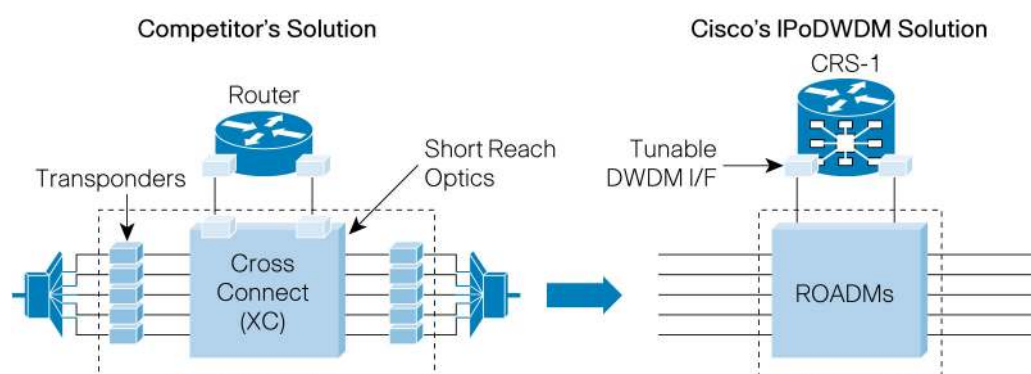 Competitor's Solution
Router
Transponders
Short Reach
Optics
Cross
Connect
(XC)
Cisco's IPoDWDM Solution
CRS-1
Tunable
DWDM I/F
ROADMs